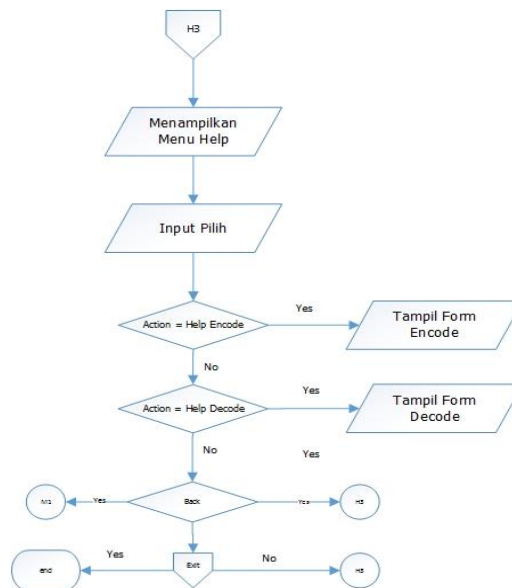 H3
Menampilkan
Menu Help
Input Pilih
Action = Help Encode
Yes
Tampil Form
Encode
No
Action = Help Decode
Yes
Tampil Form
Decode
No
Yes
M1
Yes
Back
Yes
H3
end
Yes
Exit
No
H3